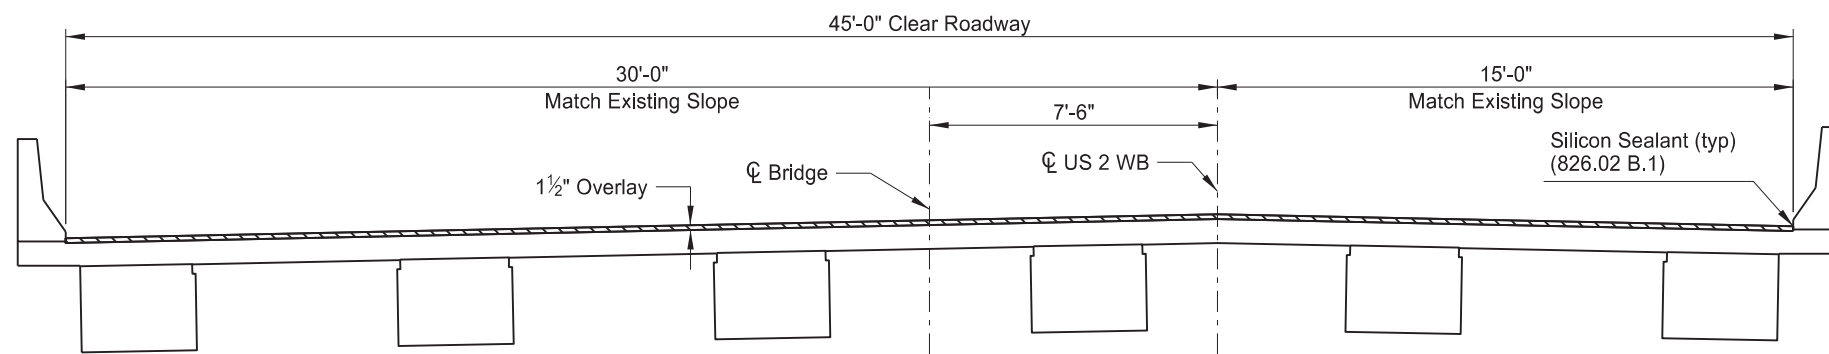 45'-0" Clear Roadway
30'-0"
Match Existing Slope
15'-0"
Match Existing Slope
7'-6"
Silicon Sealant (typ)
(826.02 B.1)
℄ US 2 WB
℄ Bridge
1½" Overlay